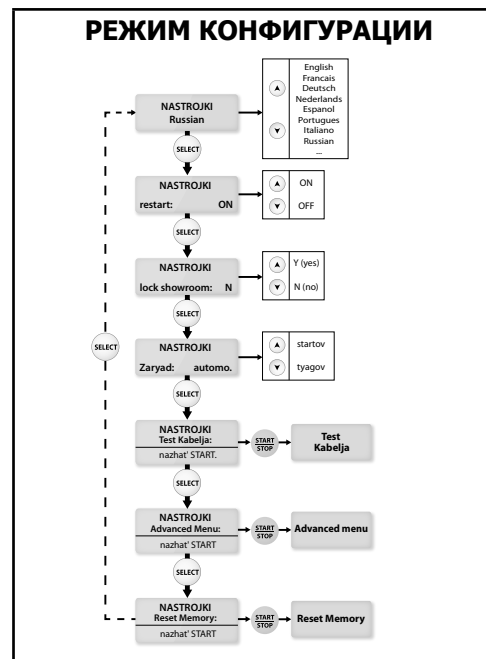 РЕЖИМ КОНФИГУРАЦИИ
NASTROJKI
Russian
English
Francais
Deutsch
Nederlands
Espanol
Portugues
Italiano
Russian
...
SELECT
NASTROJKI
restart: ON
ON
OFF
SELECT
NASTROJKI
lock showroom: N
Y (yes)
N (no)
SELECT
SELECT
NASTROJKI
Zaryad: automo.
startov
tyagov
SELECT
NASTROJKI
Test Kabelja:
nazhat' START.
START
STOP
Test
Kabelja
SELECT
NASTROJKI
Advanced Menu:
nazhat' START
START
STOP
Advanced menu
SELECT
NASTROJKI
Reset Memory:
nazhat' START
START
STOP
Reset Memory